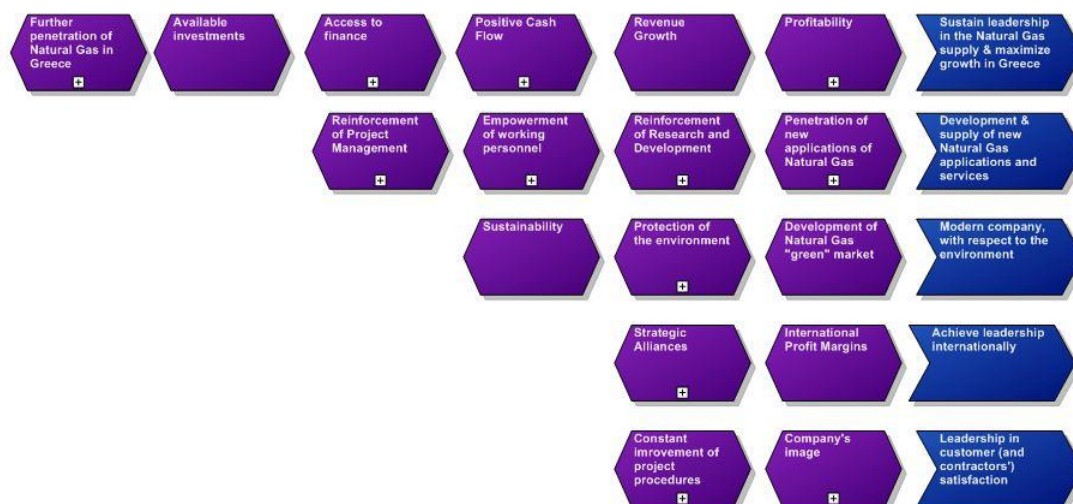 Further
penetration of
Natural Gas in
Greece
Available
investments
Access to
finance
Positive Cash
Flow
Revenue
Growth
Profitability
Sustain leadership
in the Natural Gas
supply & maximize
growth in Greece
Reinforcement
of Project
Management
Empowerment
of working
personnel
Reinforcement
of Research and
Development
Penetration of
new
applications of
Natural Gas
Development &
supply of new
Natural Gas
applications and
services
Sustainability
Protection of
the environment
Development of
Natural Gas
"green" market
Modern company,
with respect to the
environment
Strategic
Alliances
International
Profit Margins
Achieve leadership
internationally
Constant
imrovement of
project
procedures
Company's
image
Leadership in
customer (and
contractors')
satisfaction